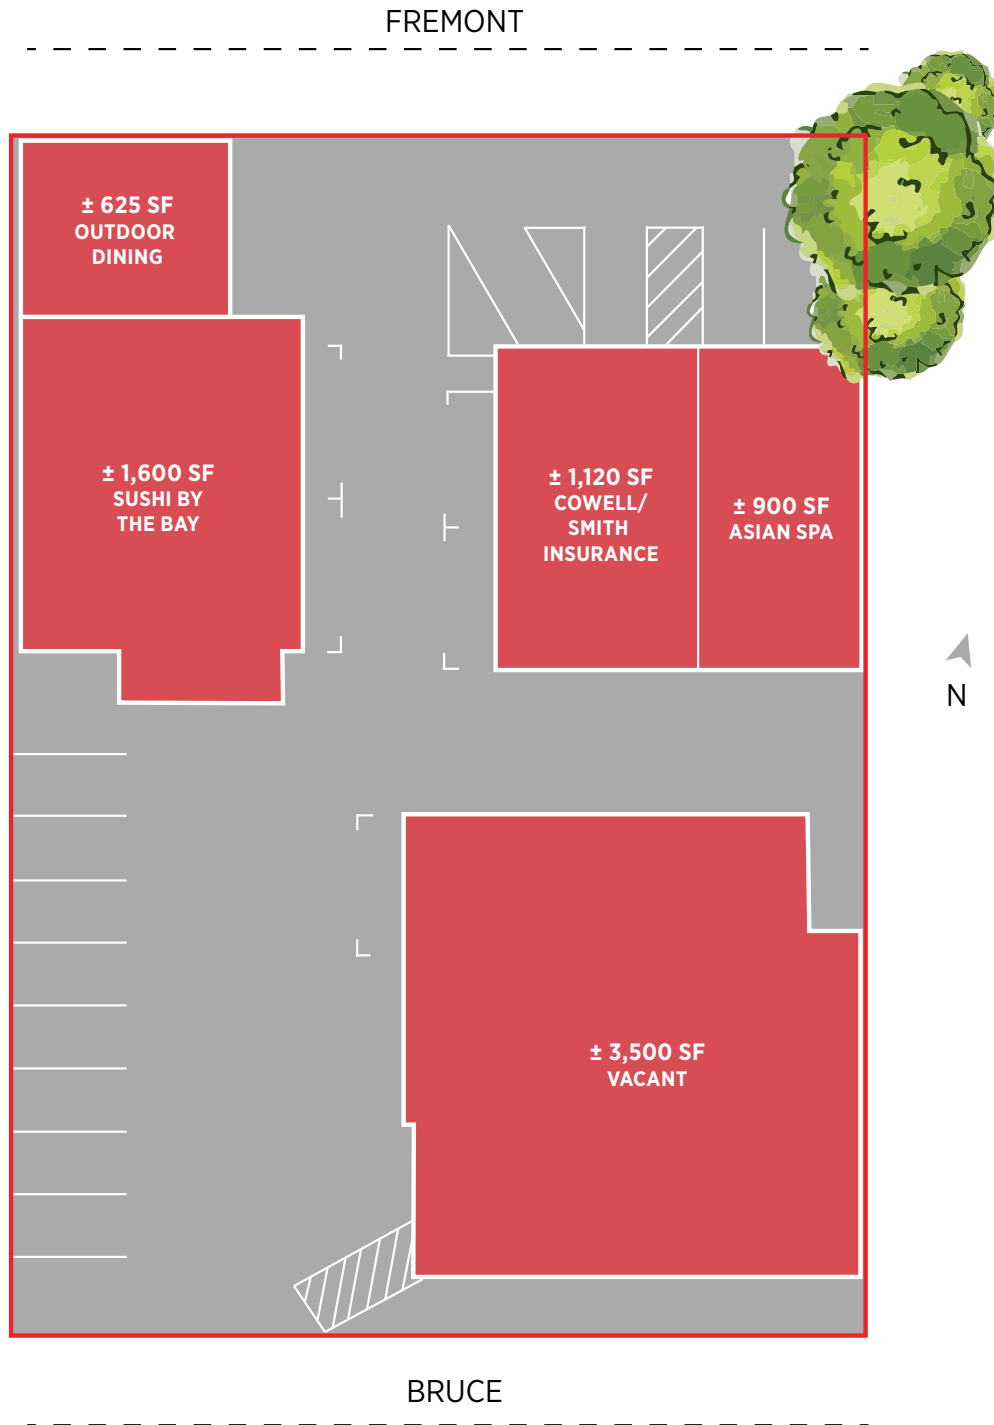 FREMONT
± 625 SF
OUTDOOR
DINING
± 1,600 SF
SUSHI BY
THE BAY
± 1,120 SF
COWELL/
SMITH
INSURANCE
± 900 SF
ASIAN SPA
N
± 3,500 SF
VACANT
BRUCE